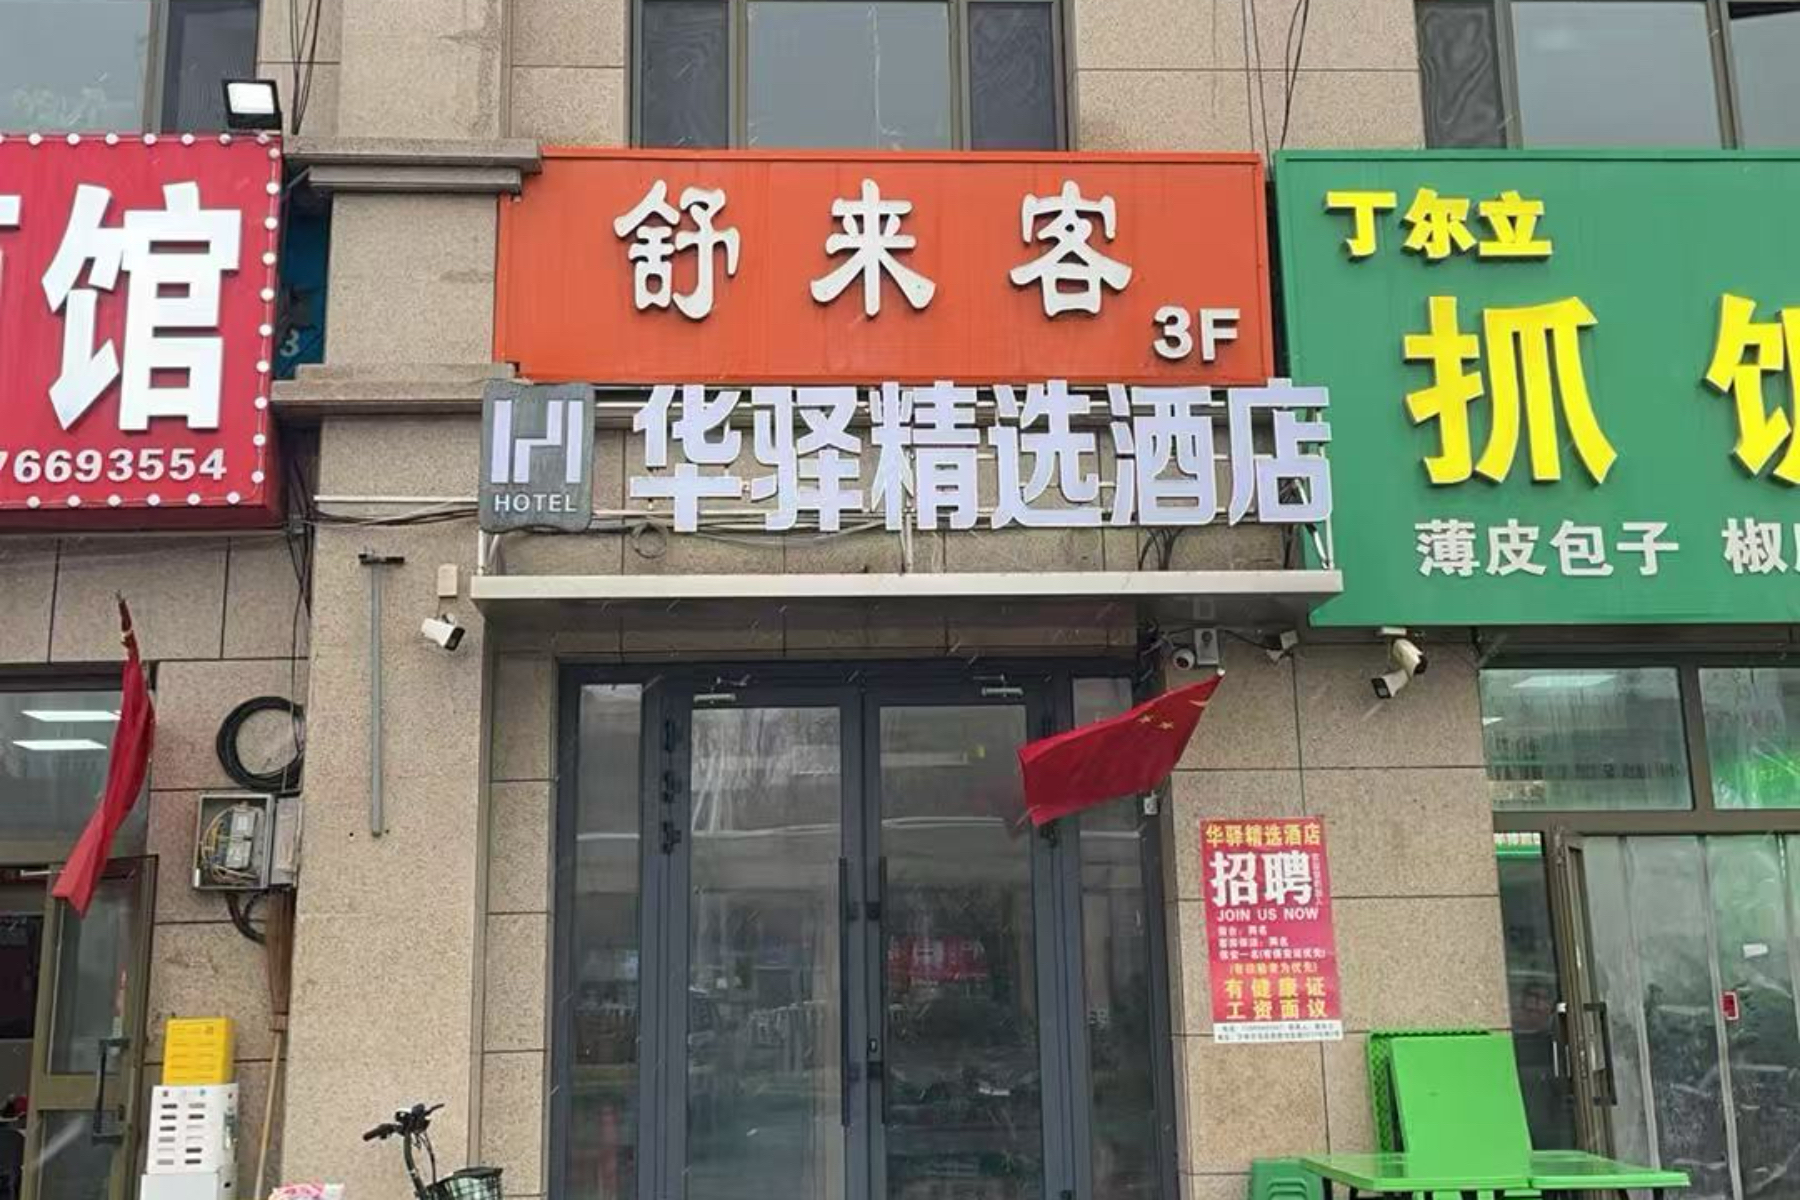 馆
76693554
舒来客
3F
HOTEL
华驿精选酒店
丁尔立
抓饭
薄皮包子 椒
华驿精选酒店
招聘
JOIN US NOW
有健康证
工资面议